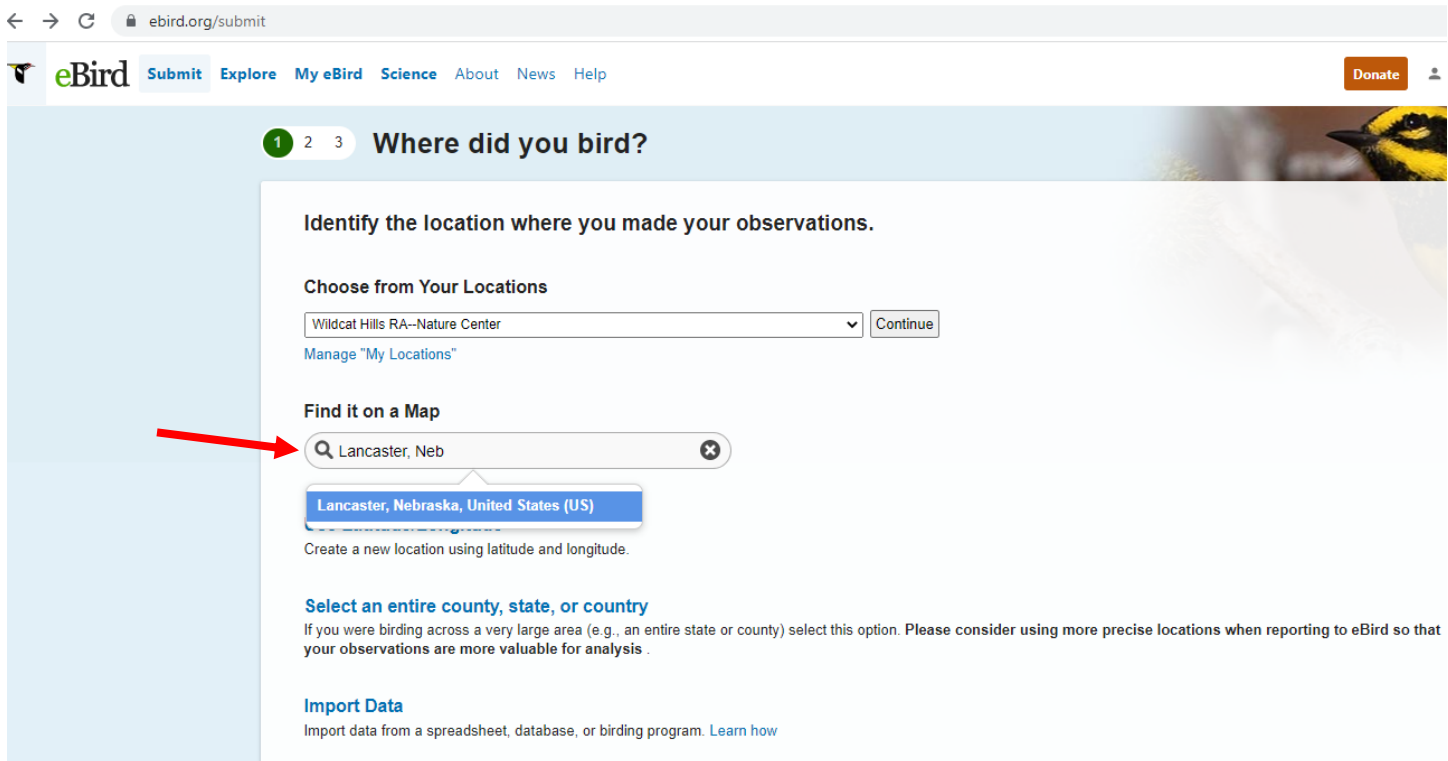 ebird.org/submit
eBird Submit Explore My eBird Science About News Help Donate
1 2 3 Where did you bird?
Identify the location where you made your observations.
Choose from Your Locations
Wildcat Hills RA--Nature Center Continue
Manage "My Locations"
Find it on a Map
Lancaster, Neb
Lancaster, Nebraska, United States (US)
Create a new location using latitude and longitude.
Select an entire county, state, or country
If you were birding across a very large area (e.g., an entire state or county) select this option. Please consider using more precise locations when reporting to eBird so that
your observations are more valuable for analysis .
Import Data
Import data from a spreadsheet, database, or birding program. Learn how